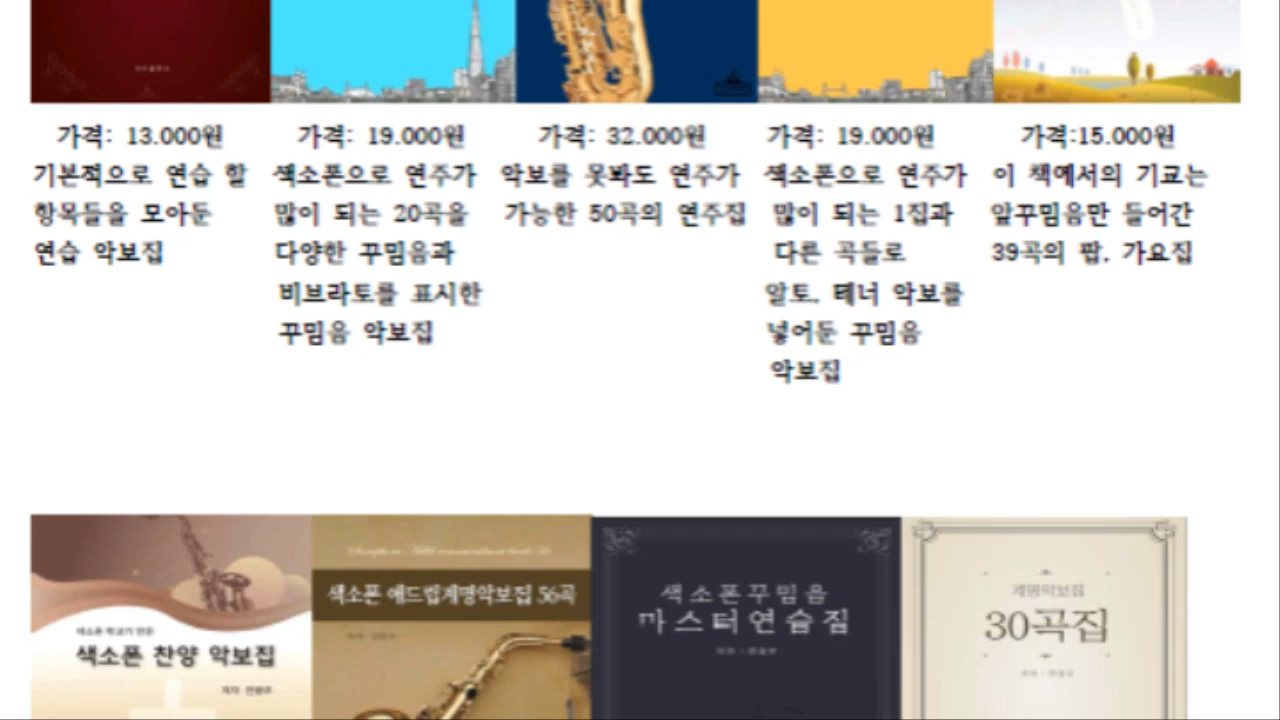 가격: 13.000원
기본적으로 연습 할
항목들을 모아둔
연습 악보집
가격: 19.000원
색소폰으로 연주가
많이 되는 20곡을
다양한 꾸밈음과
비브라토를 표시한
꾸밈음 악보집
가격: 32.000원
악보를 못봐도 연주가
가능한 50곡의 연주집
가격: 19.000원
색소폰으로 연주가
많이 되는 1집과
다른 곡들로
알토, 테너 악보를
넣어둔 꾸밈음
악보집
가격:15.000원
이 책에서의 기교는
앞꾸밈음만 들어간
39곡의 팝, 가요집
색소폰 찬양 악보집
색소폰 애드립계명악보집 56곡
색소폰꾸밈음
마스터연습집
계명악보집
30곡집